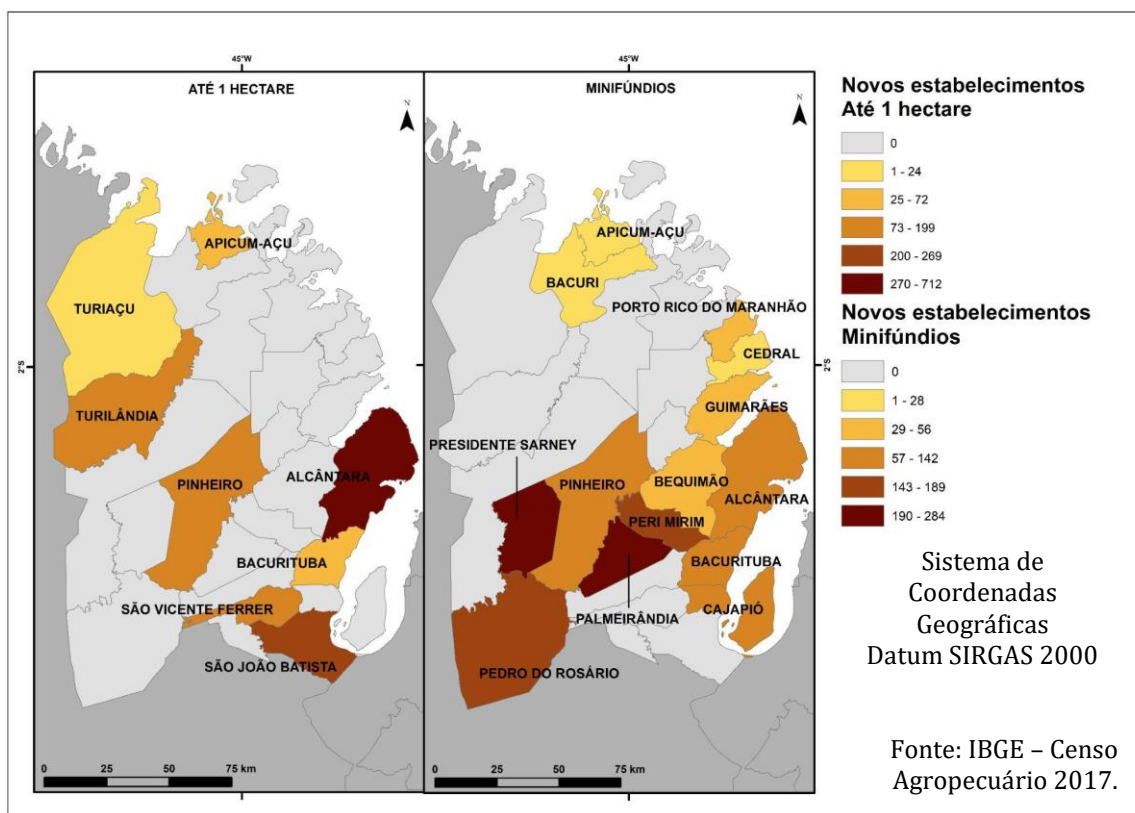 45°W
45°W
ATÉ 1 HECTARE
MINIFÚNDIOS
N
N
APICUM-AÇU
TURIAÇU
TURILÂNDIA
PINHEIRO
ALCÂNTARA
BACURITUBA
SÃO VICENTE FERRER
SÃO JOÃO BATISTA
2°S
0 25 50 75 km
APICUM-AÇU
BACURI
PORTO RICO DO MARANHÃO
CEDRAL
GUIMARÃES
PRESIDENTE SARNEY
PINHEIRO
BEQUIMÃO
ALCÂNTARA
PERI MIRIM
BACURITUBA
CAJAPIÓ
PALMEIRÂNDIA
PEDRO DO ROSÁRIO
2°S
0 25 50 75 km
Novos estabelecimentos
Até 1 hectare
0
1 - 24
25 - 72
73 - 199
200 - 269
270 - 712
Novos estabelecimentos
Minifúndios
0
1 - 28
29 - 56
57 - 142
143 - 189
190 - 284
Sistema de
Coordenadas
Geográficas
Datum SIRGAS 2000
Fonte: IBGE – Censo
Agropecuário 2017.